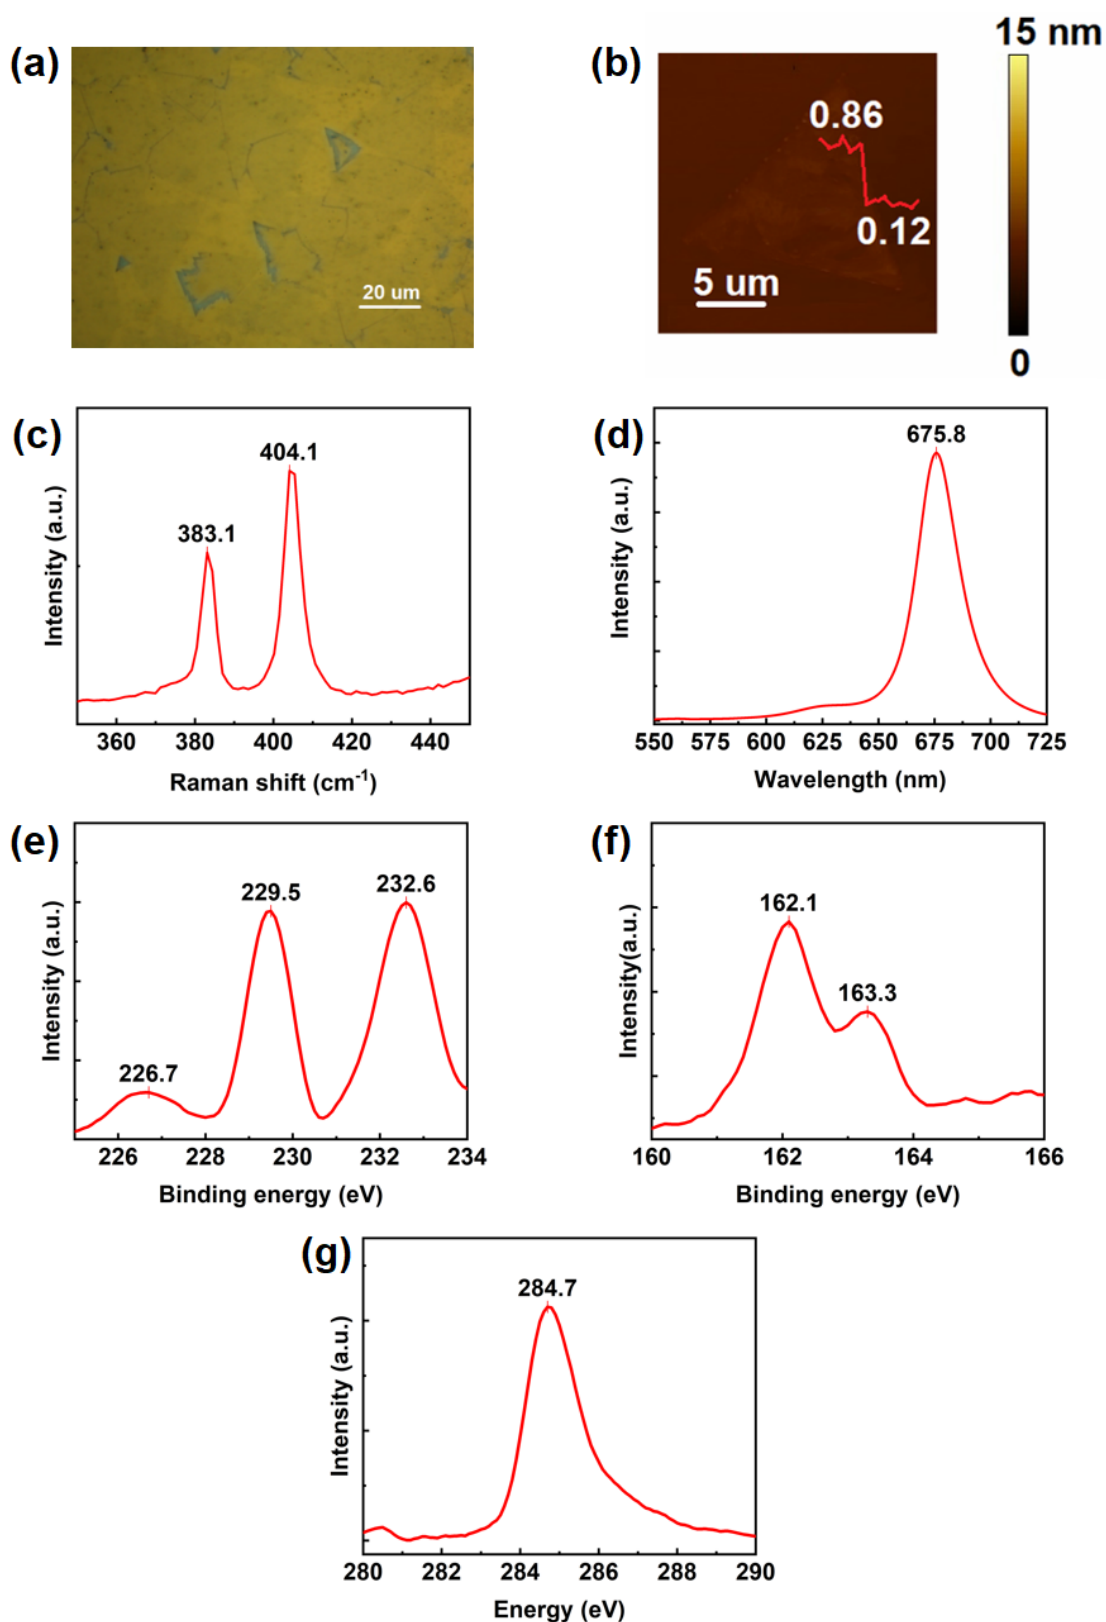 (a)
20 um
(b)
0.86
0.12
5 um
15 nm
0
(c)
383.1
404.1
Intensity (a.u.)
360 380 400 420 440
Raman shift (cm⁻¹)
(d)
675.8
Intensity (a.u.)
550 575 600 625 650 675 700 725
Wavelength (nm)
(e)
226.7
229.5
232.6
Intensity (a.u.)
226 228 230 232 234
Binding energy (eV)
(f)
162.1
163.3
Intensity(a.u.)
160 162 164 166
Binding energy (eV)
(g)
284.7
Intensity (a.u.)
280 282 284 286 288 290
Energy (eV)